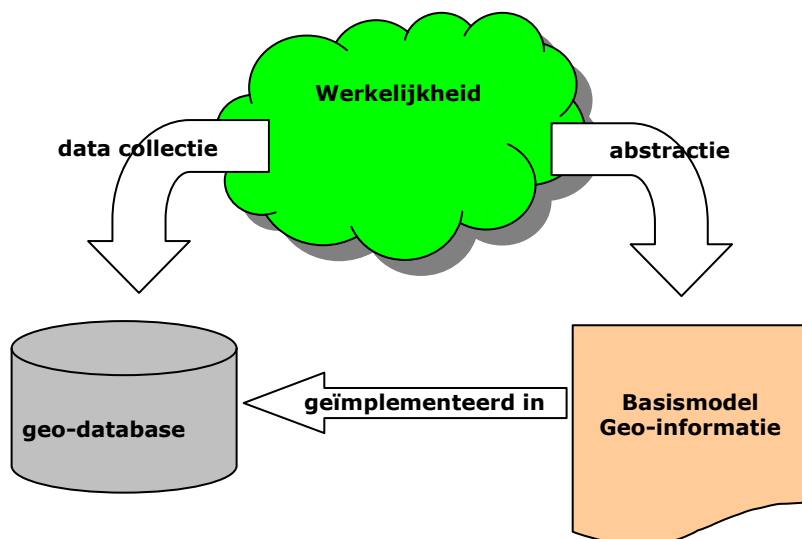 Werkelijkheid
data collectie
abstractie
geïmplementeerd in
geo-database
Basismodel
Geo-informatie